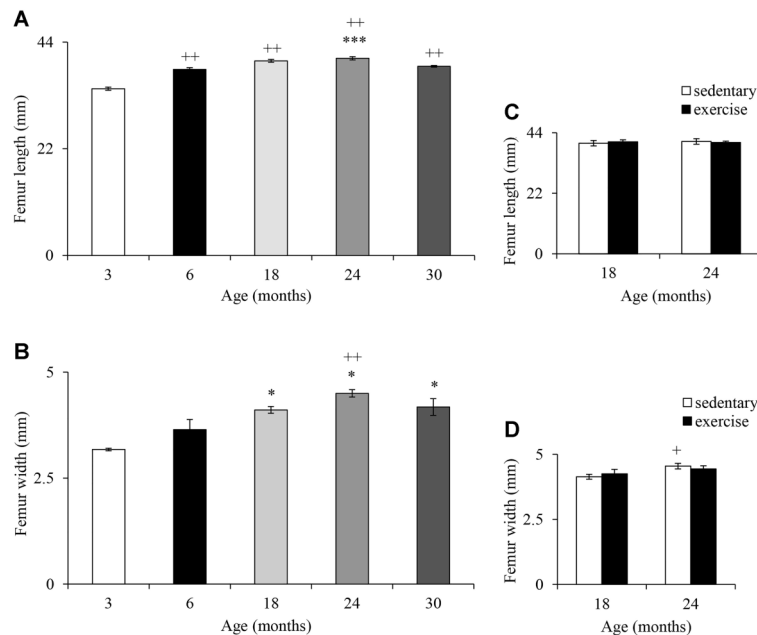 A
Femur length (mm)
44
22
0
++
++
++
***
++
3 6 18 24 30
Age (months)
C
sedentary
exercise
Femur length (mm)
44
22
0
18 24
Age (months)
B
Femur width (mm)
5
2.5
0
*
++
*
*
3 6 18 24 30
Age (months)
D
sedentary
exercise
Femur width (mm)
5
2.5
0
+
18 24
Age (months)